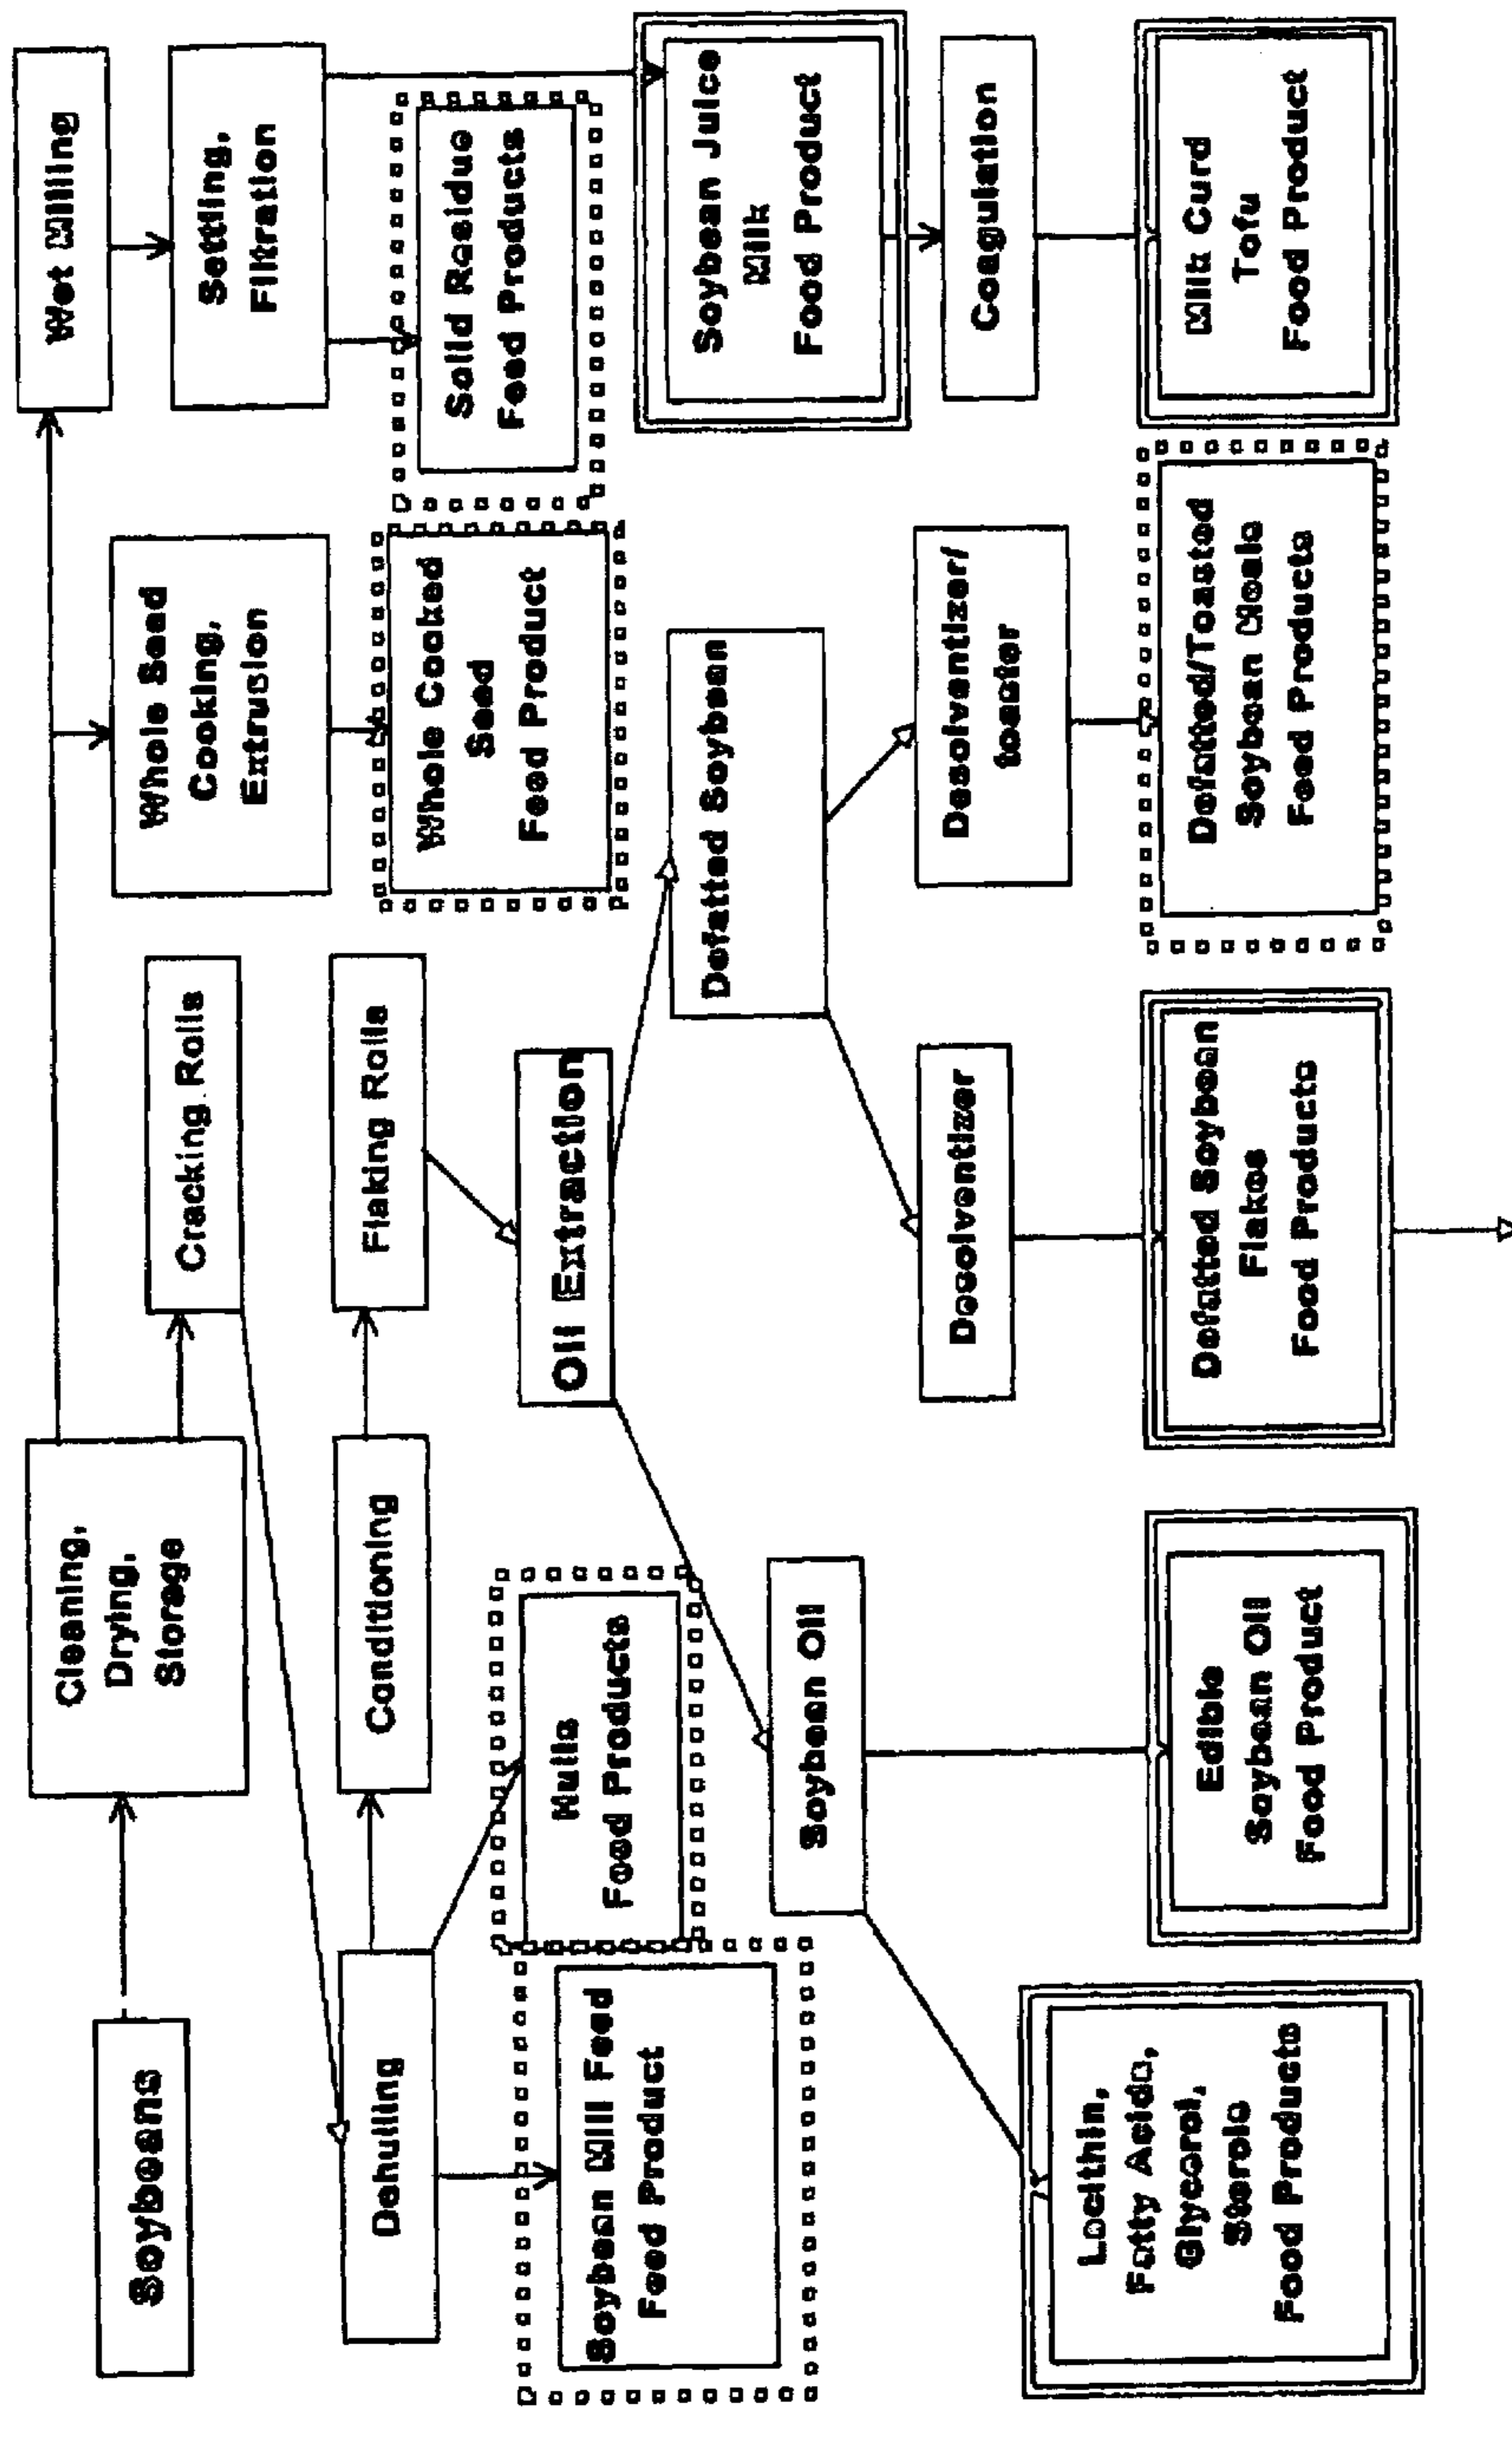 Soybeans
Cleaning,
Drying,
Storage
Cracking Rolls
Whole Seed
Cooking,
Extrusion
Wet Milling
Settling,
Filtration
Dehulling
Conditioning
Flaking Rolls
Whole Cooked
Seed
Feed Product
Solid Residue
Feed Products
Soybean Mill Feed
Feed Product
Hulls
Feed Products
Oil Extraction
Defatted Soybean
Soybean Juice
Milk
Food Product
Soybean Oil
Desolventizer
Desolventizer/
toaster
Coagulation
Lecithin,
Fatty Acids,
Glycerol,
Sterols
Food Products
Edible
Soybean Oil
Food Product
Defatted Soybean
Flakes
Food Products
Defatted/Toasted
Soybean Meals
Feed Products
Milk Curd
Tofu
Food Product